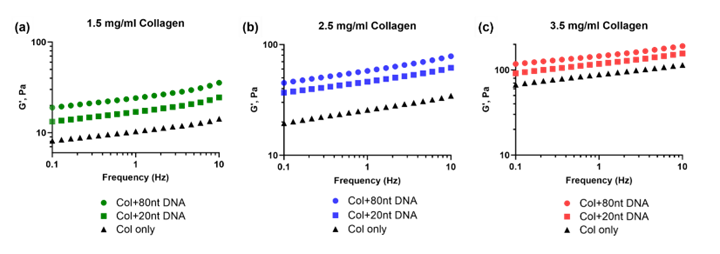 (a)
1.5 mg/ml Collagen
G', Pa
100
10
0.1
1
10
Frequency (Hz)
Col+80nt DNA
Col+20nt DNA
Col only
(b)
2.5 mg/ml Collagen
G', Pa
100
10
0.1
1
10
Frequency (Hz)
Col+80nt DNA
Col+20nt DNA
Col only
(c)
3.5 mg/ml Collagen
G', Pa
100
10
0.1
1
10
Frequency (Hz)
Col+80nt DNA
Col+20nt DNA
Col only